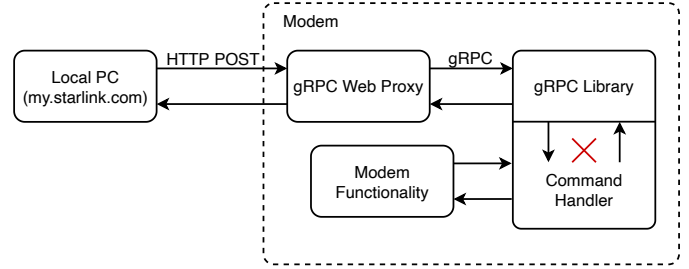 Modem
HTTP POST
gRPC
Local PC
(my.starlink.com)
gRPC Web Proxy
gRPC Library
Modem
Functionality
Command
Handler